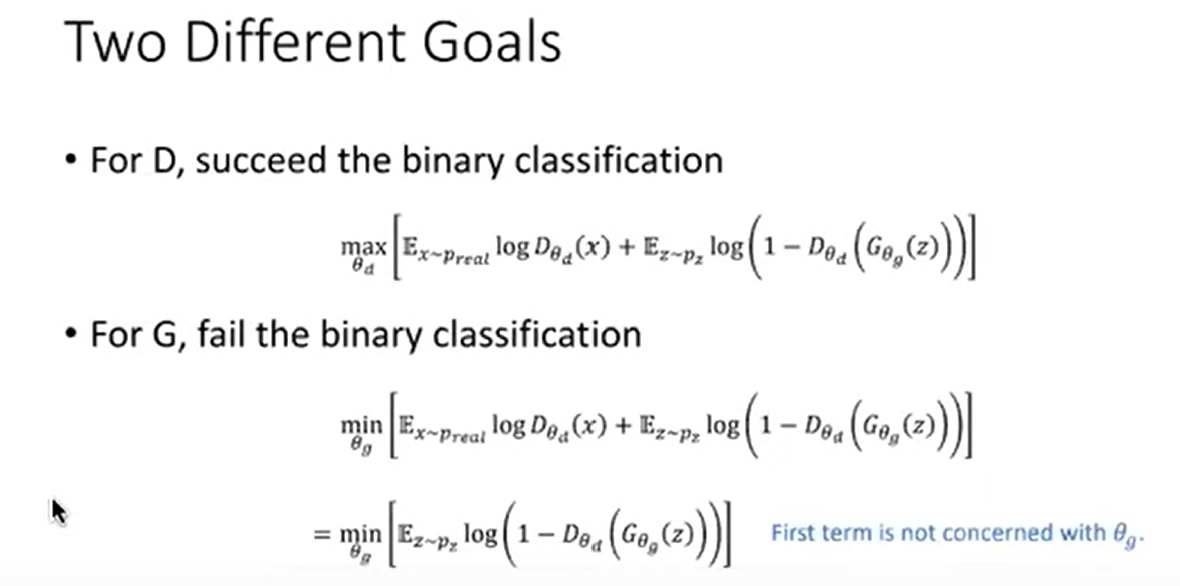 Two Different Goals
• For D, succeed the binary classification
$\max_{\theta_d} \left[ \mathbb{E}_{x \sim p_{real}} \log D_{\theta_d}(x) + \mathbb{E}_{z \sim p_z} \log \left( 1 - D_{\theta_d} \left( G_{\theta_g}(z) \right) \right) \right]$
• For G, fail the binary classification
$\min_{\theta_g} \left[ \mathbb{E}_{x \sim p_{real}} \log D_{\theta_d}(x) + \mathbb{E}_{z \sim p_z} \log \left( 1 - D_{\theta_d} \left( G_{\theta_g}(z) \right) \right) \right]$
$= \min_{\theta_g} \left[ \mathbb{E}_{z \sim p_z} \log \left( 1 - D_{\theta_d} \left( G_{\theta_g}(z) \right) \right) \right]$ First term is not concerned with $\theta_g$.